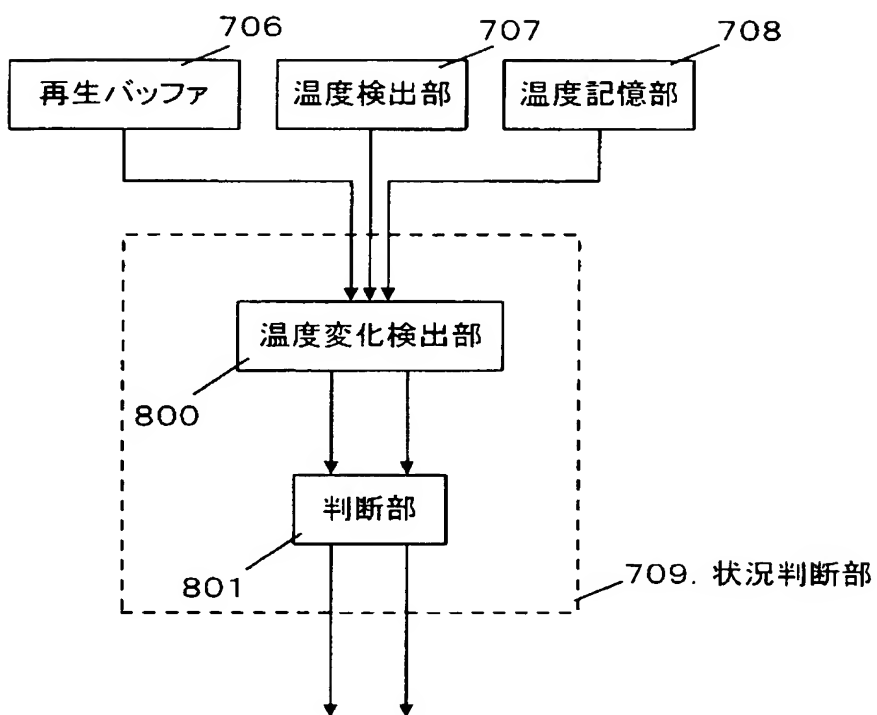 706
707
708
再生バッファ
温度検出部
温度記憶部
温度変化検出部
800
判断部
801
709. 状況判断部